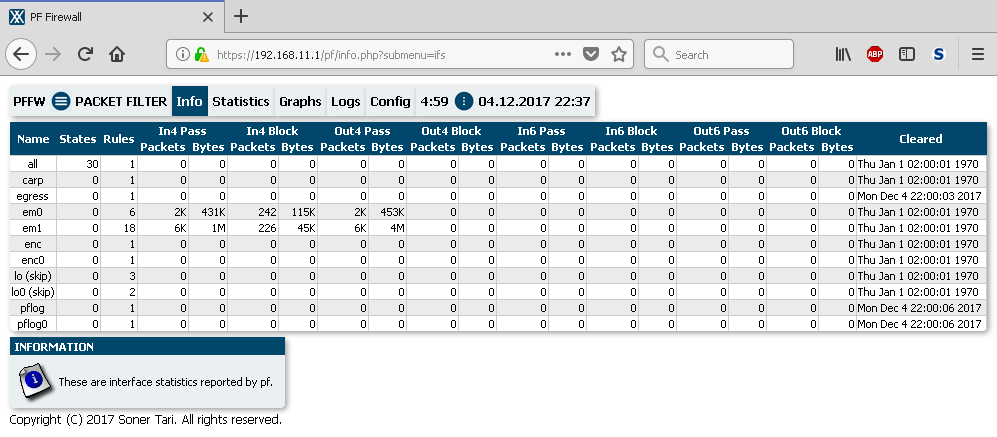 PF Firewall
https://192.168.11.1/pf/info.php?submenu=ifs
Search
ABP
S
PFFW PACKET FILTER Info Statistics Graphs Logs Config 4:59 04.12.2017 22:37
Name States Rules In4 Pass In4 Block Out4 Pass Out4 Block In6 Pass In6 Block Out6 Pass Out6 Block Cleared
Packets Bytes Packets Bytes Packets Bytes Packets Bytes Packets Bytes Packets Bytes Packets Bytes Packets Bytes
all 30 1 0 0 0 0 0 0 0 0 0 0 0 0 0 0 0 0 Thu Jan 1 02:00:01 1970
carp 0 1 0 0 0 0 0 0 0 0 0 0 0 0 0 0 0 0 Thu Jan 1 02:00:01 1970
egress 0 1 0 0 0 0 0 0 0 0 0 0 0 0 0 0 0 0 Mon Dec 4 22:00:03 2017
em0 0 6 2K 431K 242 115K 2K 453K 0 0 0 0 0 0 0 0 0 0 Thu Jan 1 02:00:01 1970
em1 0 18 6K 1M 226 45K 6K 4M 0 0 0 0 0 0 0 0 0 0 Thu Jan 1 02:00:01 1970
enc 0 1 0 0 0 0 0 0 0 0 0 0 0 0 0 0 0 0 Thu Jan 1 02:00:01 1970
enc0 0 1 0 0 0 0 0 0 0 0 0 0 0 0 0 0 0 0 Thu Jan 1 02:00:01 1970
lo (skip) 0 3 0 0 0 0 0 0 0 0 0 0 0 0 0 0 0 0 Thu Jan 1 02:00:01 1970
lo0 (skip) 0 2 0 0 0 0 0 0 0 0 0 0 0 0 0 0 0 0 Thu Jan 1 02:00:01 1970
pflog 0 1 0 0 0 0 0 0 0 0 0 0 0 0 0 0 0 0 Mon Dec 4 22:00:06 2017
pflog0 0 1 0 0 0 0 0 0 0 0 0 0 0 0 0 0 0 0 Mon Dec 4 22:00:06 2017
INFORMATION
These are interface statistics reported by pf.
Copyright (C) 2017 Soner Tari. All rights reserved.